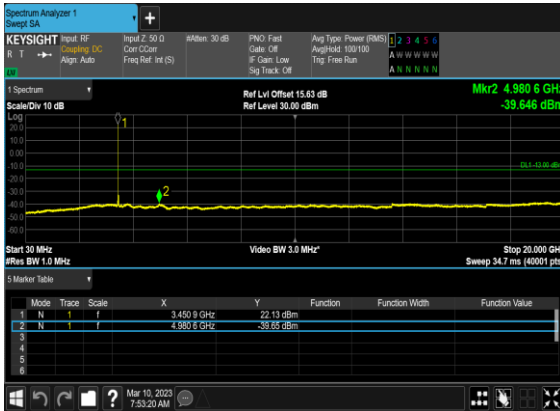 Spectrum Analyzer 1
Swept SA
+
KEYSIGHT Input: RF Input Z: 50 Ω #Atten: 30 dB PNO: Fast Avg Type: Power (RMS) 1 2 3 4 5 6
R T Coupling: DC Corr CCorr Gate: Off Avg|Hold: 100/100 A W W W W W
Align: Auto Freq Ref: Int (S) IF Gain: Low Trig: Free Run
Sig Track: Off A N N N N N
1 Spectrum
Scale/Div 10 dB
Ref Lvl Offset 15.63 dB
Ref Level 30.00 dBm
Mkr2 4.980 6 GHz
-39.646 dBm
Log
20.0
10.0
0.00
-10.0
-20.0
-30.0
-40.0
-50.0
-60.0
1
2
DL1 -13.00 dBm
Start 30 MHz Video BW 3.0 MHz* Stop 20.000 GHz
#Res BW 1.0 MHz Sweep 34.7 ms (40001 pts)
5 Marker Table
Mode Trace Scale X Y Function Function Width Function Value
1 N 1 f 3.450 9 GHz 22.13 dBm
2 N 1 f 4.980 6 GHz -39.65 dBm
3
4
5
6
? Mar 10, 2023
7:53:20 AM